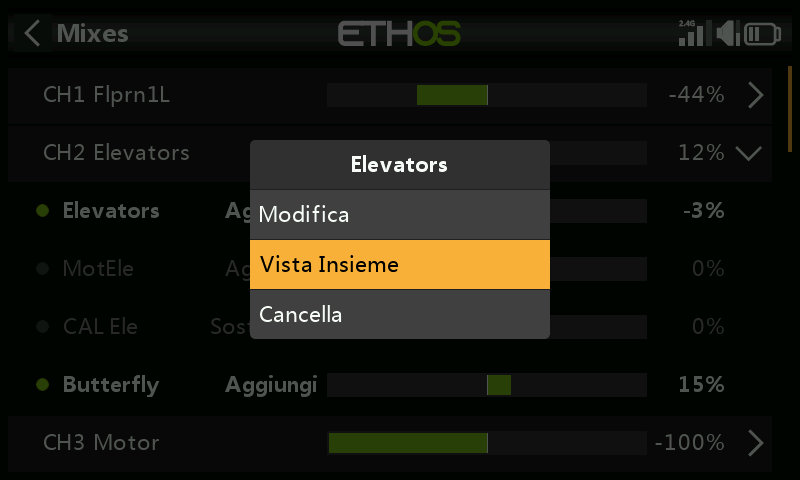 Mixes
ETHOS
2.4G
CH1 Flprn1L
-44%
CH2 Elevators
12%
Elevators
Modifica
Vista Insieme
Cancella
Elevators
Ag
-3%
MotEle
Ag
0%
CAL Ele
Sost
0%
Butterfly
Aggiungi
15%
CH3 Motor
-100%